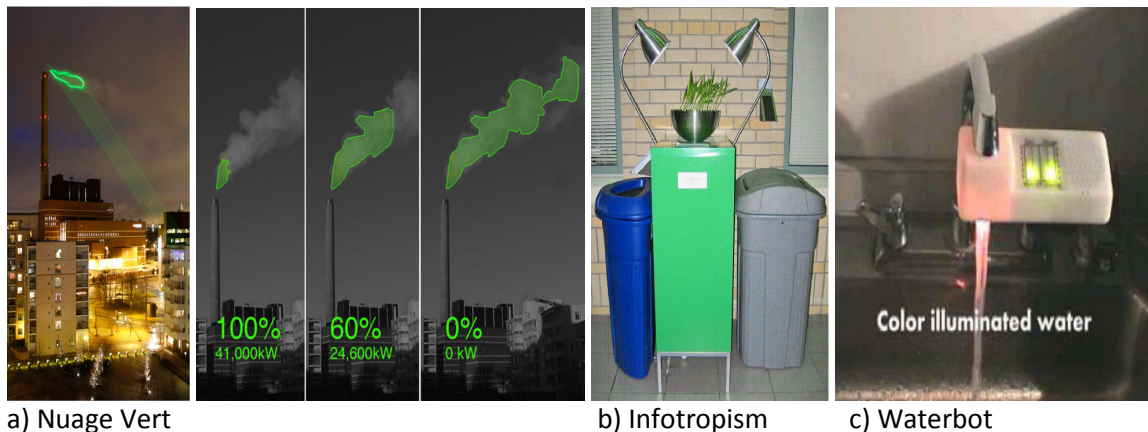 100%
41,000kW
60%
24,600kW
0%
0 kW
Color illuminated water
a) Nuage Vert
b) Infotropism
c) Waterbot